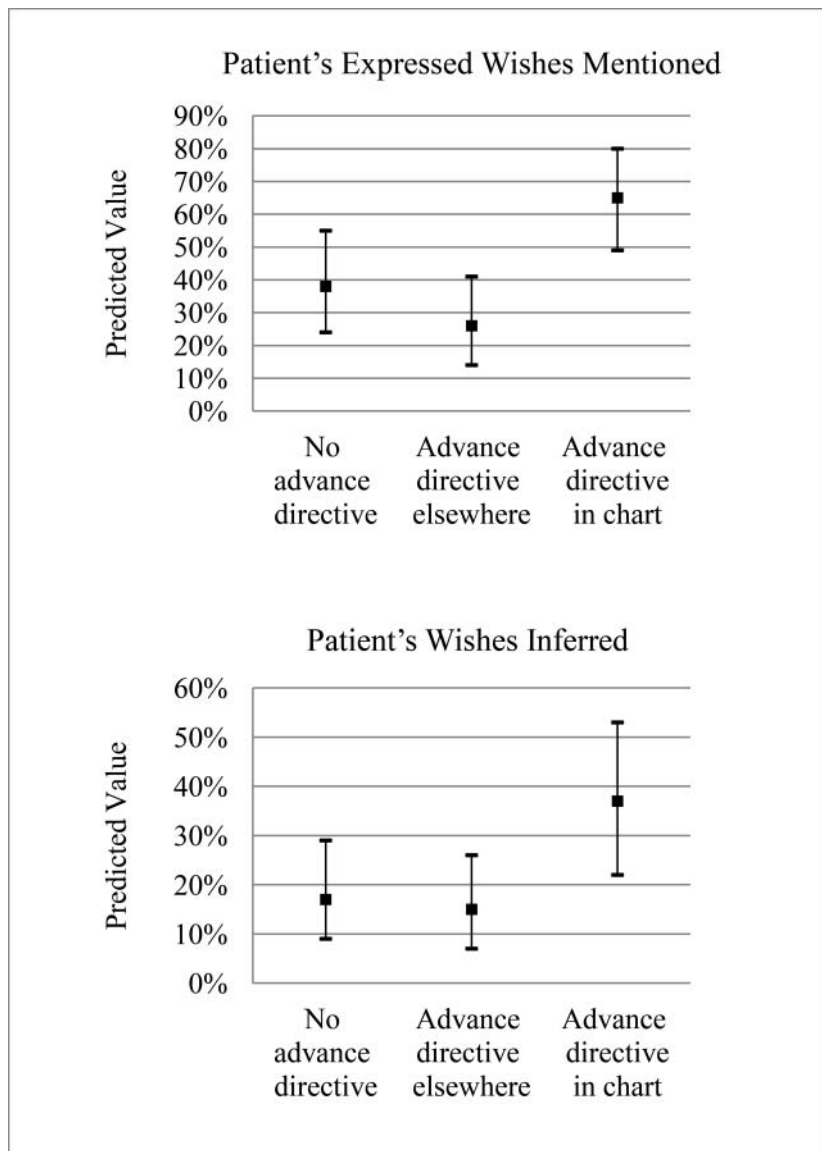 Patient’s Expressed Wishes Mentioned
Predicted Value
90%
80%
70%
60%
50%
40%
30%
20%
10%
0%
No
advance
directive
Advance
directive
elsewhere
Advance
directive
in chart
Patient’s Wishes Inferred
Predicted Value
60%
50%
40%
30%
20%
10%
0%
No
advance
directive
Advance
directive
elsewhere
Advance
directive
in chart